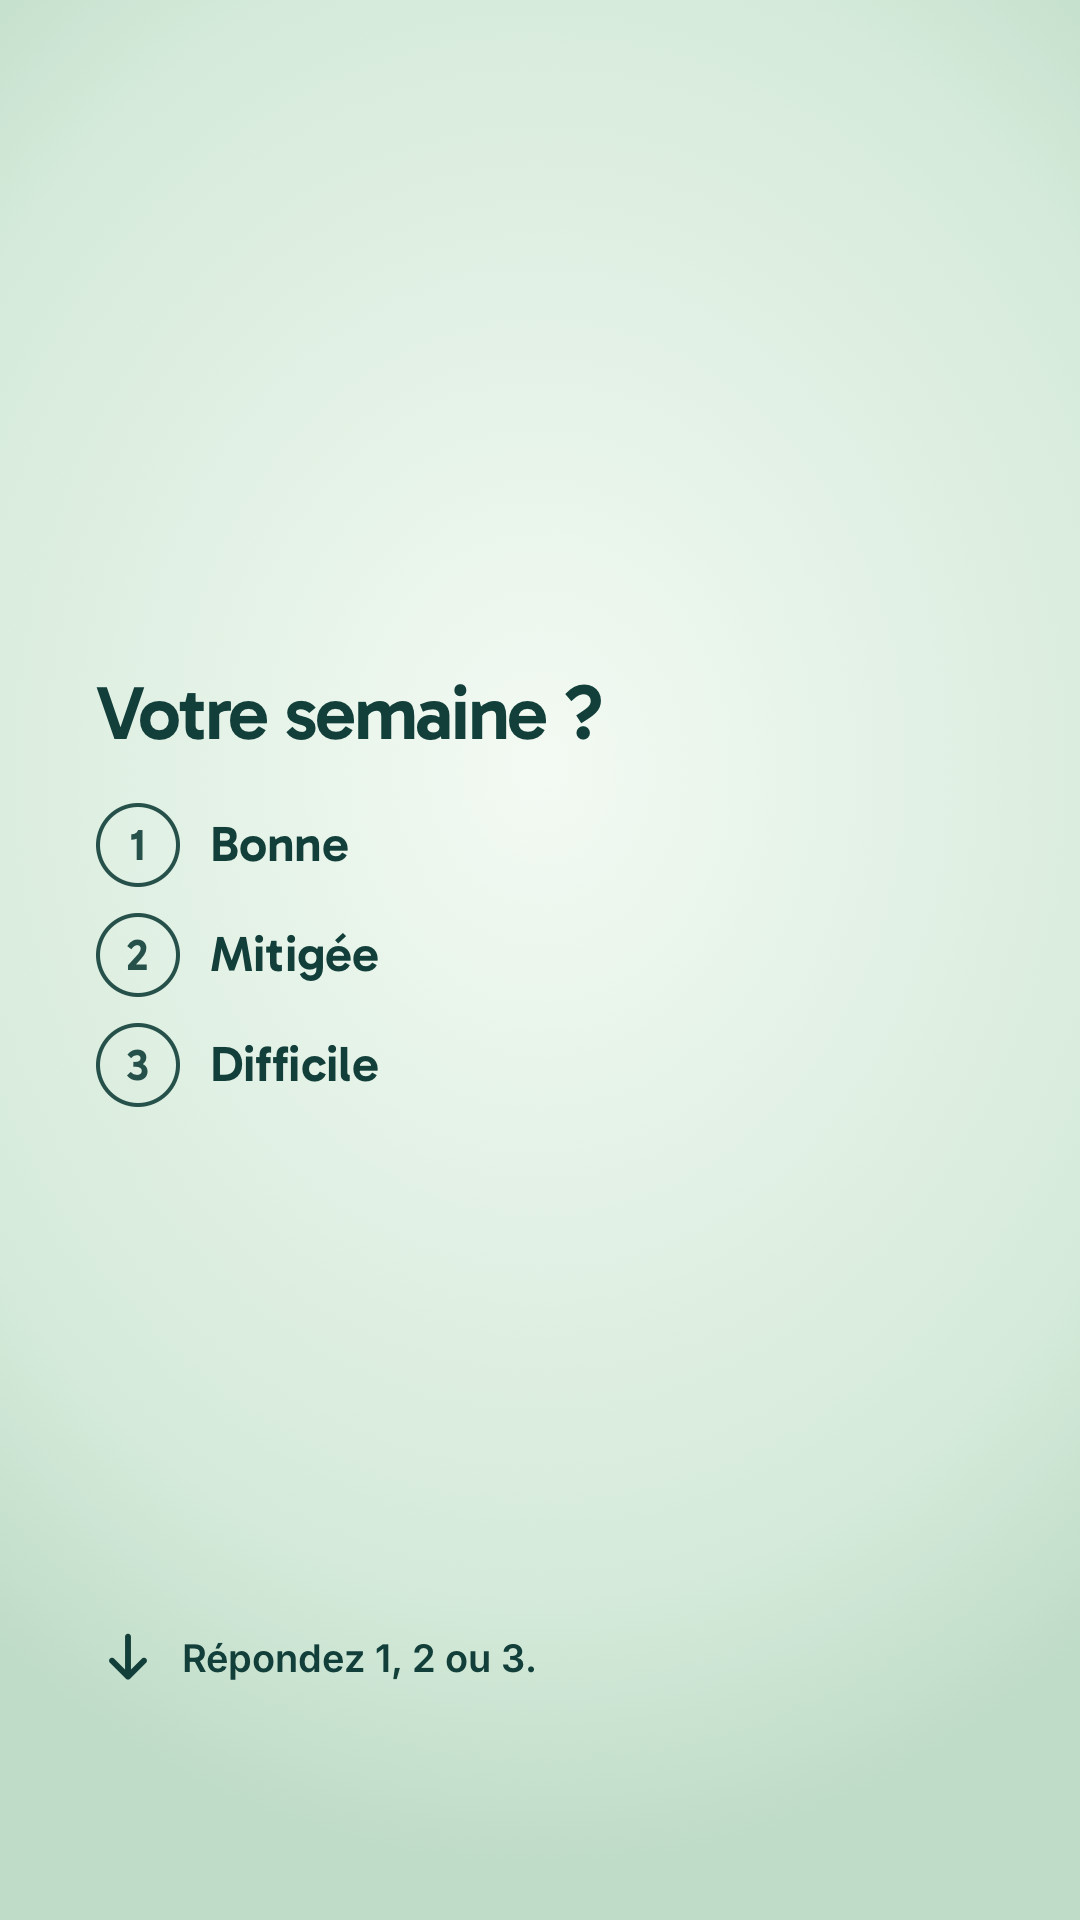 Votre semaine ?
1 Bonne
2 Mitigée
3 Difficile
Répondez 1, 2 ou 3.